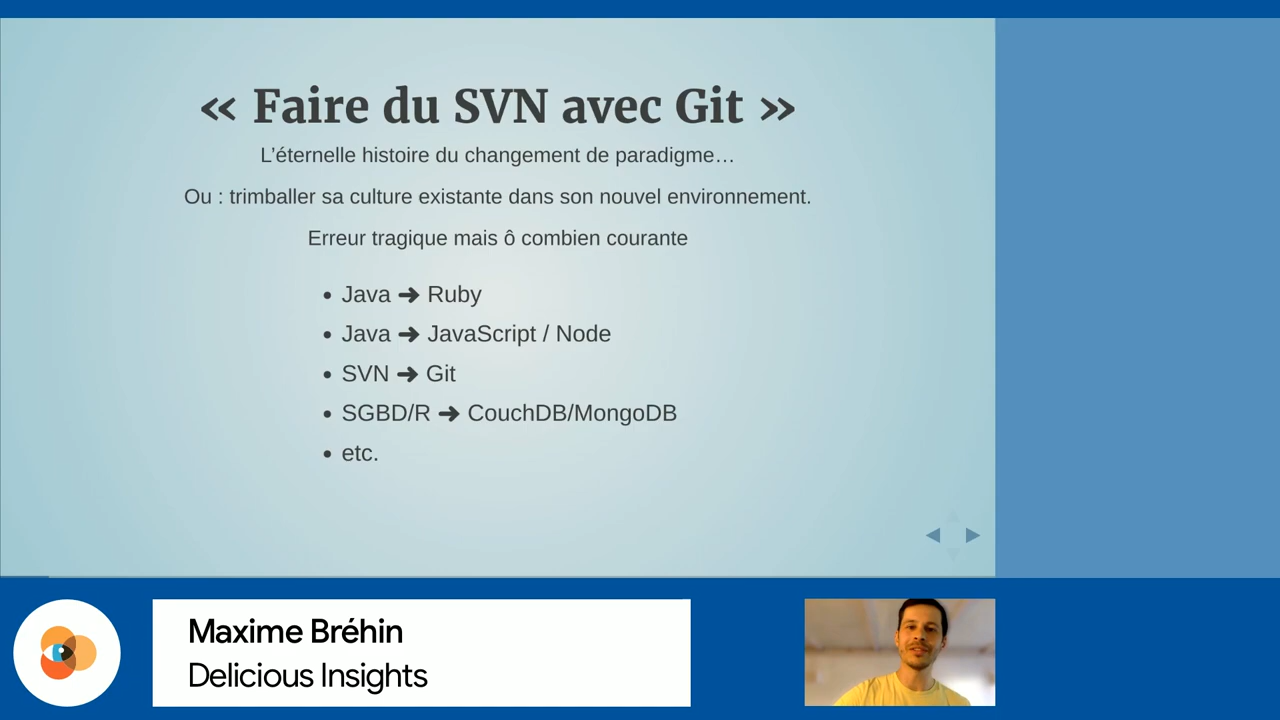 « Faire du SVN avec Git »
L’éternelle histoire du changement de paradigme…
Ou : trimballer sa culture existante dans son nouvel environnement.
Erreur tragique mais ô combien courante
• Java ➜ Ruby
• Java ➜ JavaScript / Node
• SVN ➜ Git
• SGBD/R ➜ CouchDB/MongoDB
• etc.
Maxime Bréhin
Delicious Insights